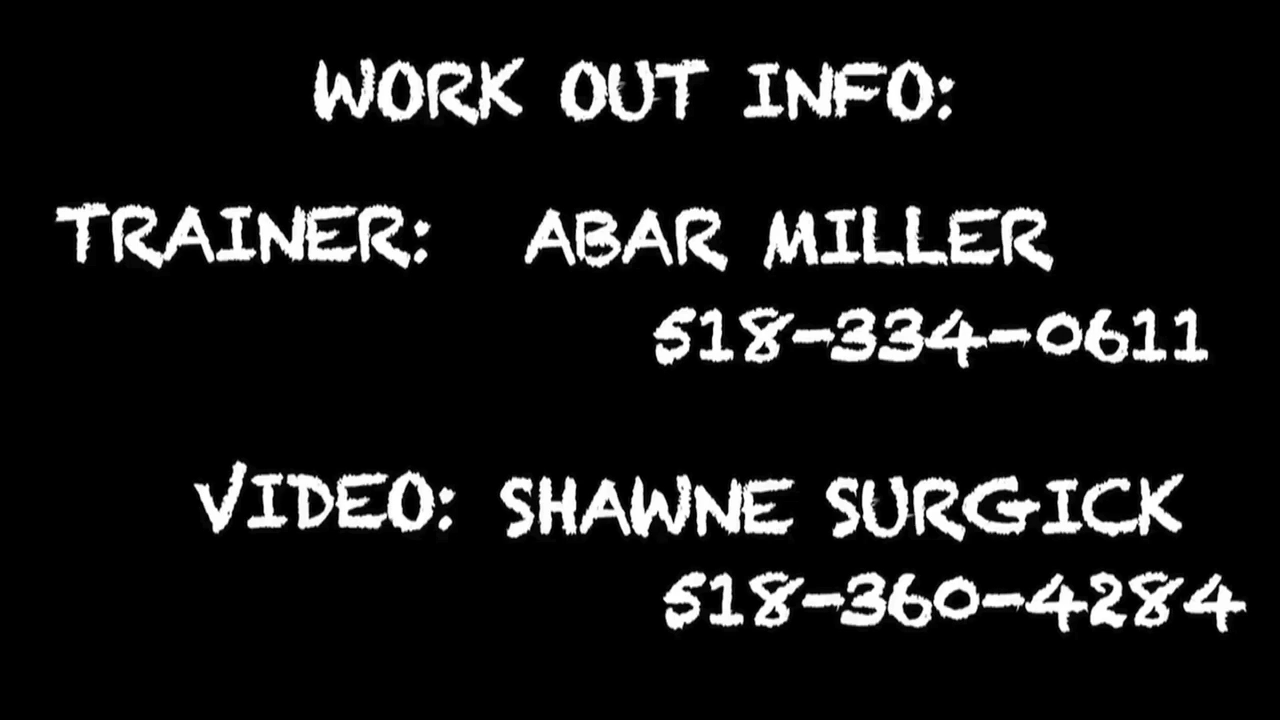 WORK OUT INFO:
TRAINER: ABAR MILLER
518-334-0611
VIDEO: SHAWNE SURGICK
518-360-4284